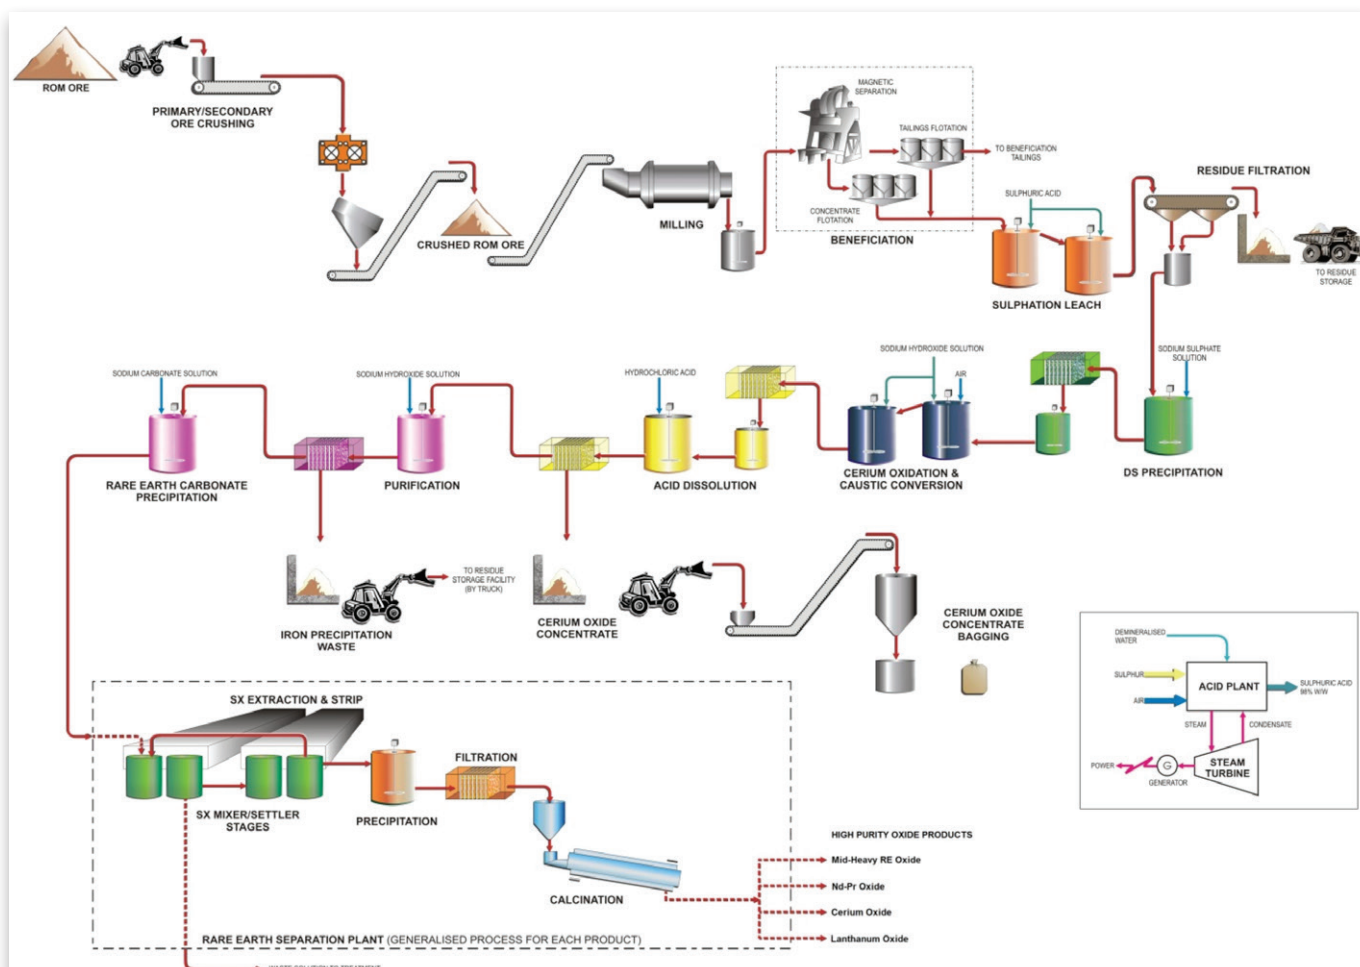 ROM ORE
PRIMARY/SECONDARY
ORE CRUSHING
CRUSHED ROM ORE
MILLING
MAGNETIC
SEPARATION
TAILINGS FLOTATION
TO BENEFICIATION
TAILINGS
CONCENTRATE
FLOTATION
BENEFICIATION
SULPHURIC ACID
SULPHATION LEACH
RESIDUE FILTRATION
TO RESIDUE
STORAGE
SODIUM CARBONATE SOLUTION
SODIUM HYDROXIDE SOLUTION
HYDROCHLORIC ACID
SODIUM HYDROXIDE SOLUTION
AIR
SODIUM SULPHATE
SOLUTION
RARE EARTH CARBONATE
PRECIPITATION
PURIFICATION
ACID DISSOLUTION
CERIUM OXIDATION &
CAUSTIC CONVERSION
DS PRECIPITATION
IRON PRECIPITATION
WASTE
TO RESIDUE
STORAGE FACILITY
(BY TRUCK)
CERIUM OXIDE
CONCENTRATE
CERIUM OXIDE
CONCENTRATE
BAGGING
DEMINERALISED
WATER
SULPHUR
AIR
ACID PLANT
SULPHURIC ACID
98% W/W
STEAM
CONDENSATE
POWER
G
GENERATOR
STEAM
TURBINE
SX EXTRACTION & STRIP
SX MIXER/SETTLER
STAGES
PRECIPITATION
FILTRATION
CALCINATION
HIGH PURITY OXIDE PRODUCTS
Mid-Heavy RE Oxide
Nd-Pr Oxide
Cerium Oxide
Lanthanum Oxide
RARE EARTH SEPARATION PLANT (GENERALISED PROCESS FOR EACH PRODUCT)